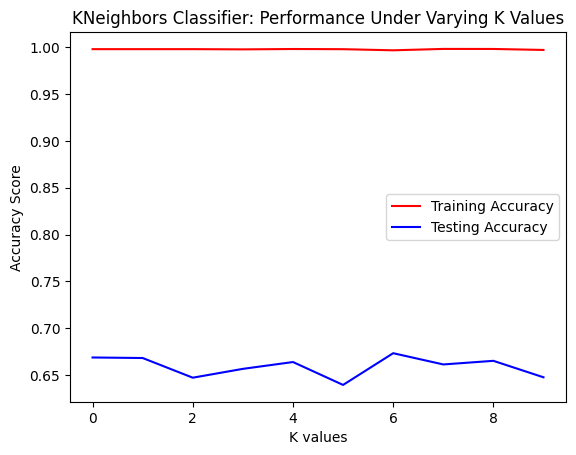 KNeighbors Classifier: Performance Under Varying K Values
1.00
0.95
0.90
0.85
0.80
0.75
0.70
0.65
Accuracy Score
Training Accuracy
Testing Accuracy
0 2 4 6 8
K values